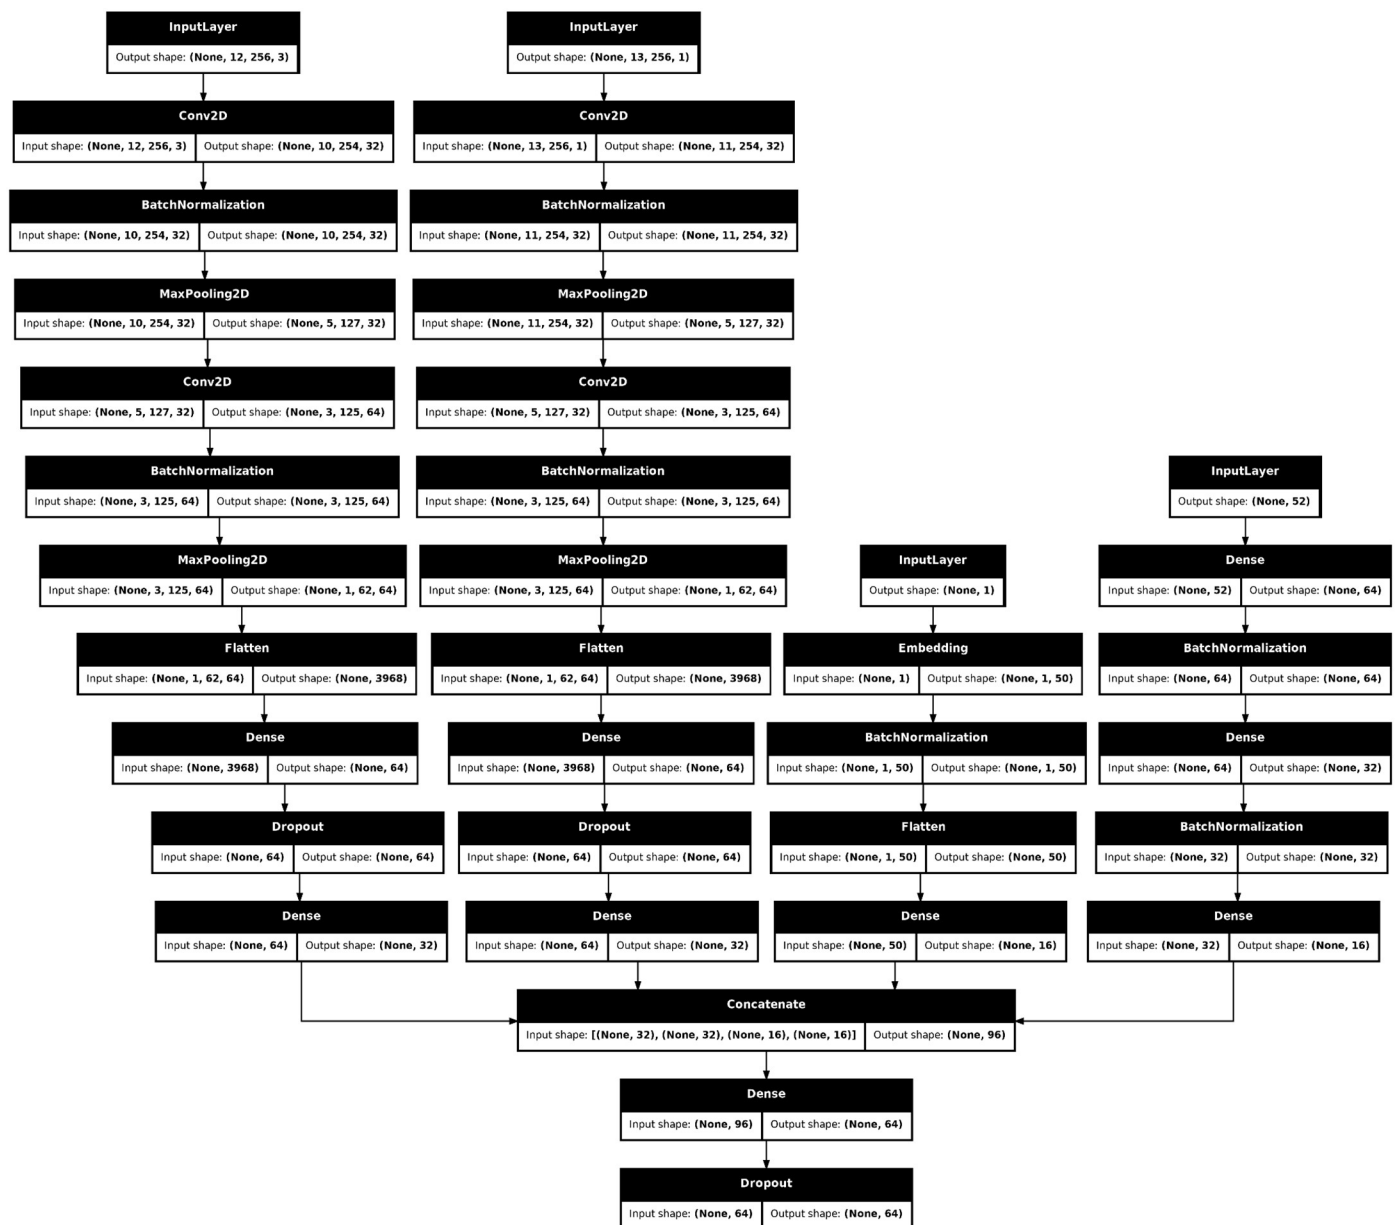 InputLayer
Output shape: (None, 12, 256, 3)
Conv2D
Input shape: (None, 12, 256, 3) Output shape: (None, 10, 254, 32)
BatchNormalization
Input shape: (None, 10, 254, 32) Output shape: (None, 10, 254, 32)
MaxPooling2D
Input shape: (None, 10, 254, 32) Output shape: (None, 5, 127, 32)
Conv2D
Input shape: (None, 5, 127, 32) Output shape: (None, 3, 125, 64)
BatchNormalization
Input shape: (None, 3, 125, 64) Output shape: (None, 3, 125, 64)
MaxPooling2D
Input shape: (None, 3, 125, 64) Output shape: (None, 1, 62, 64)
Flatten
Input shape: (None, 1, 62, 64) Output shape: (None, 3968)
Dense
Input shape: (None, 3968) Output shape: (None, 64)
Dropout
Input shape: (None, 64) Output shape: (None, 64)
Dense
Input shape: (None, 64) Output shape: (None, 32)
InputLayer
Output shape: (None, 13, 256, 1)
Conv2D
Input shape: (None, 13, 256, 1) Output shape: (None, 11, 254, 32)
BatchNormalization
Input shape: (None, 11, 254, 32) Output shape: (None, 11, 254, 32)
MaxPooling2D
Input shape: (None, 11, 254, 32) Output shape: (None, 5, 127, 32)
Conv2D
Input shape: (None, 5, 127, 32) Output shape: (None, 3, 125, 64)
BatchNormalization
Input shape: (None, 3, 125, 64) Output shape: (None, 3, 125, 64)
MaxPooling2D
Input shape: (None, 3, 125, 64) Output shape: (None, 1, 62, 64)
Flatten
Input shape: (None, 1, 62, 64) Output shape: (None, 3968)
Dense
Input shape: (None, 3968) Output shape: (None, 64)
Dropout
Input shape: (None, 64) Output shape: (None, 64)
Dense
Input shape: (None, 64) Output shape: (None, 32)
InputLayer
Output shape: (None, 1)
Embedding
Input shape: (None, 1) Output shape: (None, 1, 50)
BatchNormalization
Input shape: (None, 1, 50) Output shape: (None, 1, 50)
Flatten
Input shape: (None, 1, 50) Output shape: (None, 50)
Dense
Input shape: (None, 50) Output shape: (None, 16)
InputLayer
Output shape: (None, 52)
Dense
Input shape: (None, 52) Output shape: (None, 64)
BatchNormalization
Input shape: (None, 64) Output shape: (None, 64)
Dense
Input shape: (None, 64) Output shape: (None, 32)
BatchNormalization
Input shape: (None, 32) Output shape: (None, 32)
Dense
Input shape: (None, 32) Output shape: (None, 16)
Concatenate
Input shape: [(None, 32), (None, 32), (None, 16), (None, 16)] Output shape: (None, 96)
Dense
Input shape: (None, 96) Output shape: (None, 64)
Dropout
Input shape: (None, 64) Output shape: (None, 64)